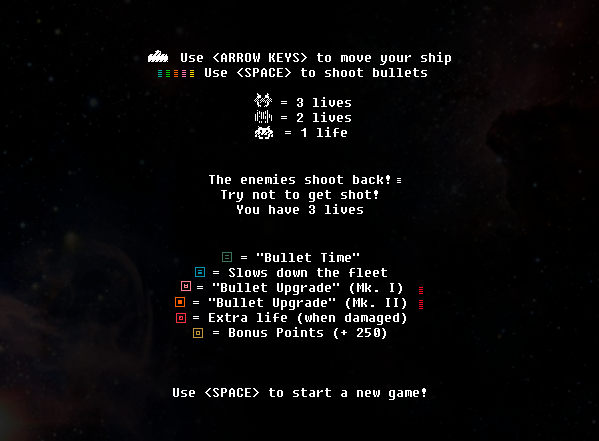 Use <ARROW KEYS> to move your ship
Use <SPACE> to shoot bullets
= 3 lives
= 2 lives
= 1 life
The enemies shoot back!
Try not to get shot!
You have 3 lives
= "Bullet Time"
= Slows down the fleet
= "Bullet Upgrade" (Mk. I)
= "Bullet Upgrade" (Mk. II)
= Extra life (when damaged)
= Bonus Points (+ 250)
Use <SPACE> to start a new game!